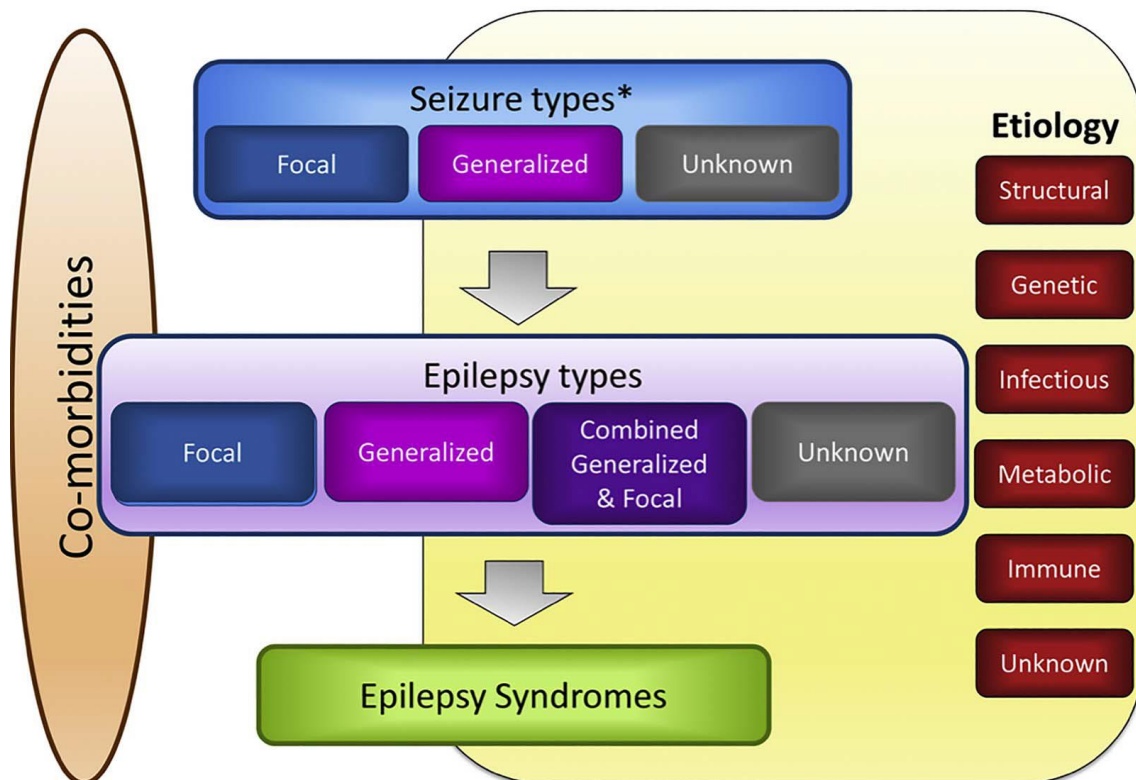 Co-morbidities
Seizure types*
Focal
Generalized
Unknown
Epilepsy types
Focal
Generalized
Combined
Generalized
& Focal
Unknown
Epilepsy Syndromes
Etiology
Structural
Genetic
Infectious
Metabolic
Immune
Unknown